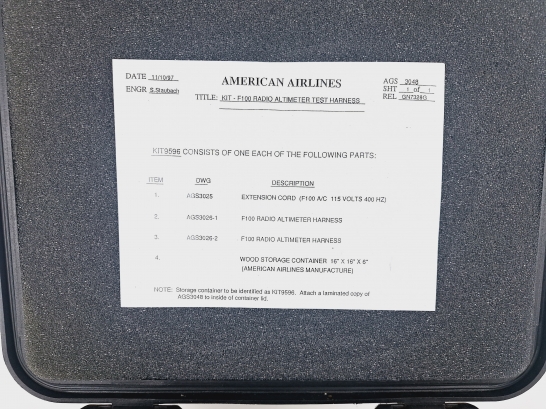 DATE 11/10/97
AMERICAN AIRLINES
AGS 3048
ENGR S.Staubach
SHT 1 of 1
TITLE: KIT - F100 RADIO ALTIMETER TEST HARNESS
REL QN7328G
KIT9596 CONSISTS OF ONE EACH OF THE FOLLOWING PARTS:
ITEM DWG DESCRIPTION
1. AGS3025 EXTENSION CORD (F100 A/C 115 VOLTS 400 HZ)
2. AGS3026-1 F100 RADIO ALTIMETER HARNESS
3. AGS3026-2 F100 RADIO ALTIMETER HARNESS
4. WOOD STORAGE CONTAINER 16" X 16" X 6"
(AMERICAN AIRLINES MANUFACTURE)
NOTE: Storage container to be identified as KIT9596. Attach a laminated copy of
AGS3048 to inside of container lid.